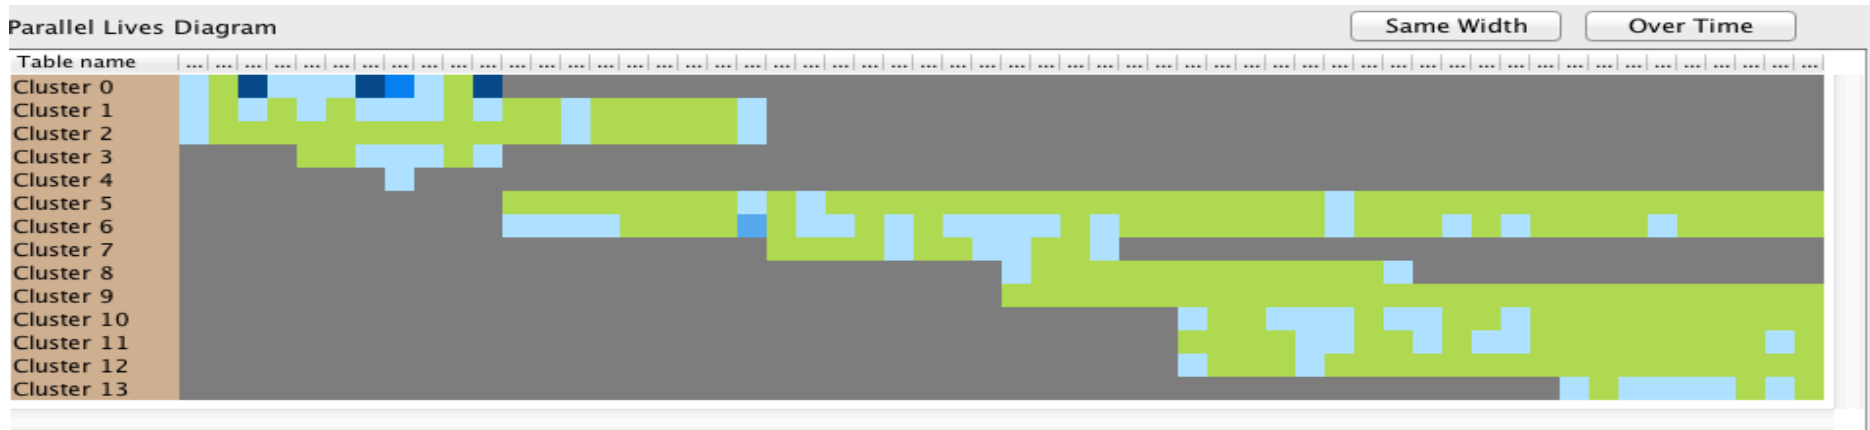 Parallel Lives Diagram Same Width Over Time
Table name ... ... ... ... ... ... ... ... ... ... ... ... ... ... ... ... ... ... ... ... ... ... ... ... ... ... ... ... ... ... ... ... ... ... ... ... ... ... ... ... ... ... ... ... ... ... ... ... ... ... ... ... ... ... ... ...
Cluster 0
Cluster 1
Cluster 2
Cluster 3
Cluster 4
Cluster 5
Cluster 6
Cluster 7
Cluster 8
Cluster 9
Cluster 10
Cluster 11
Cluster 12
Cluster 13